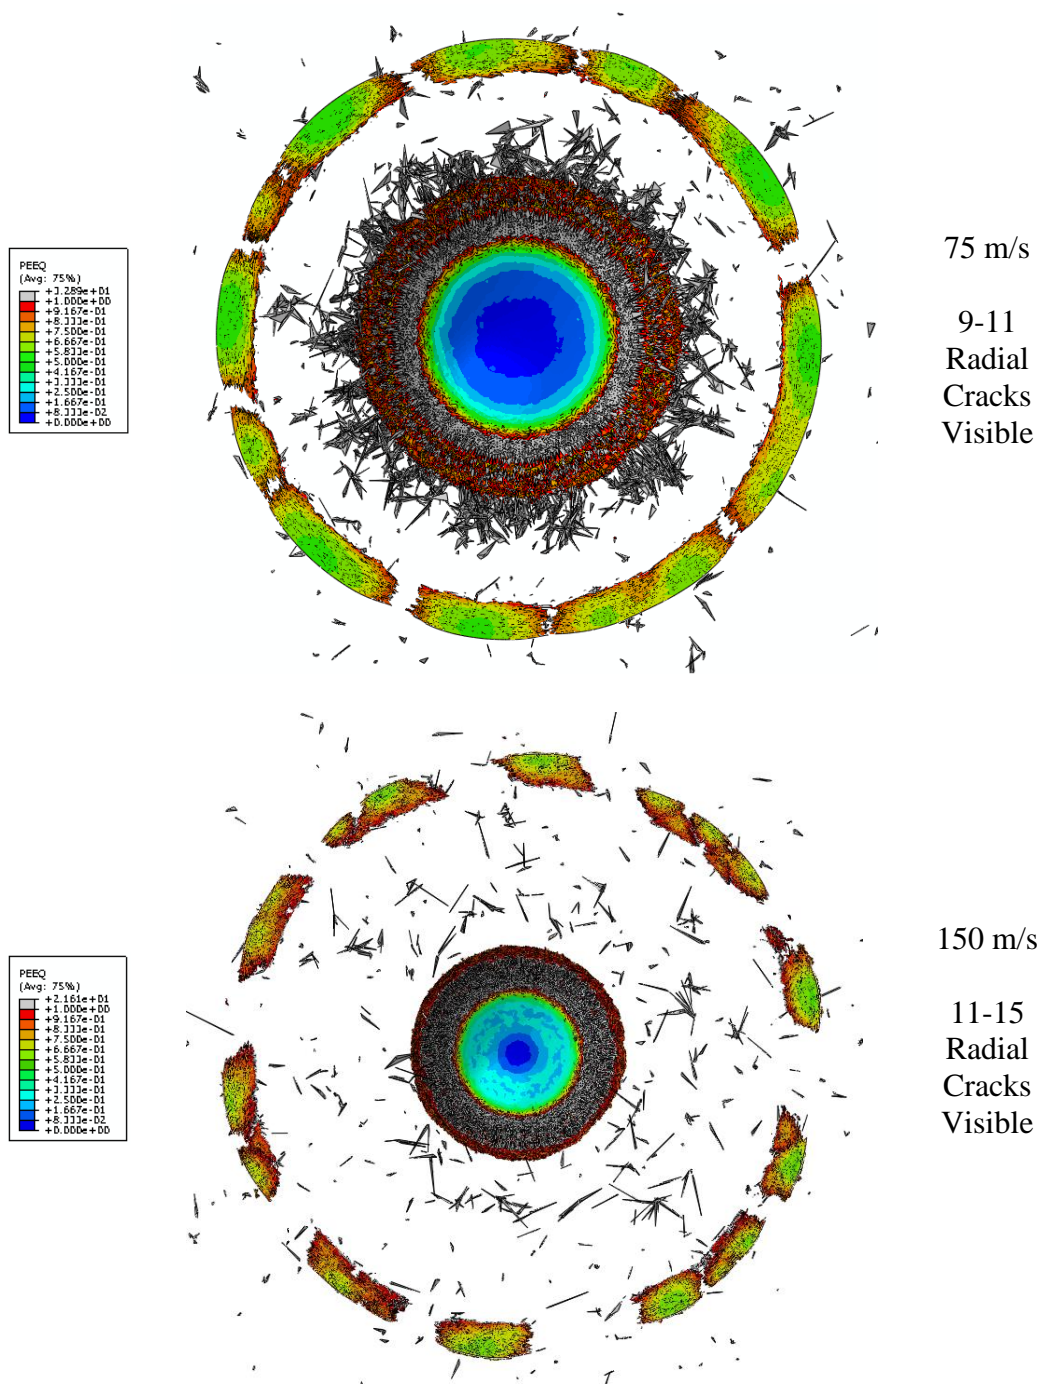 PEEQ
(Avg: 75%)
+3.289e+01
+1.000e+00
+9.167e-01
+8.333e-01
+7.500e-01
+6.667e-01
+5.833e-01
+5.000e-01
+4.167e-01
+3.333e-01
+2.500e-01
+1.667e-01
+8.333e-02
+0.000e+00
75 m/s
9-11
Radial
Cracks
Visible
PEEQ
(Avg: 75%)
+2.161e+01
+1.000e+00
+9.167e-01
+8.333e-01
+7.500e-01
+6.667e-01
+5.833e-01
+5.000e-01
+4.167e-01
+3.333e-01
+2.500e-01
+1.667e-01
+8.333e-02
+0.000e+00
150 m/s
11-15
Radial
Cracks
Visible